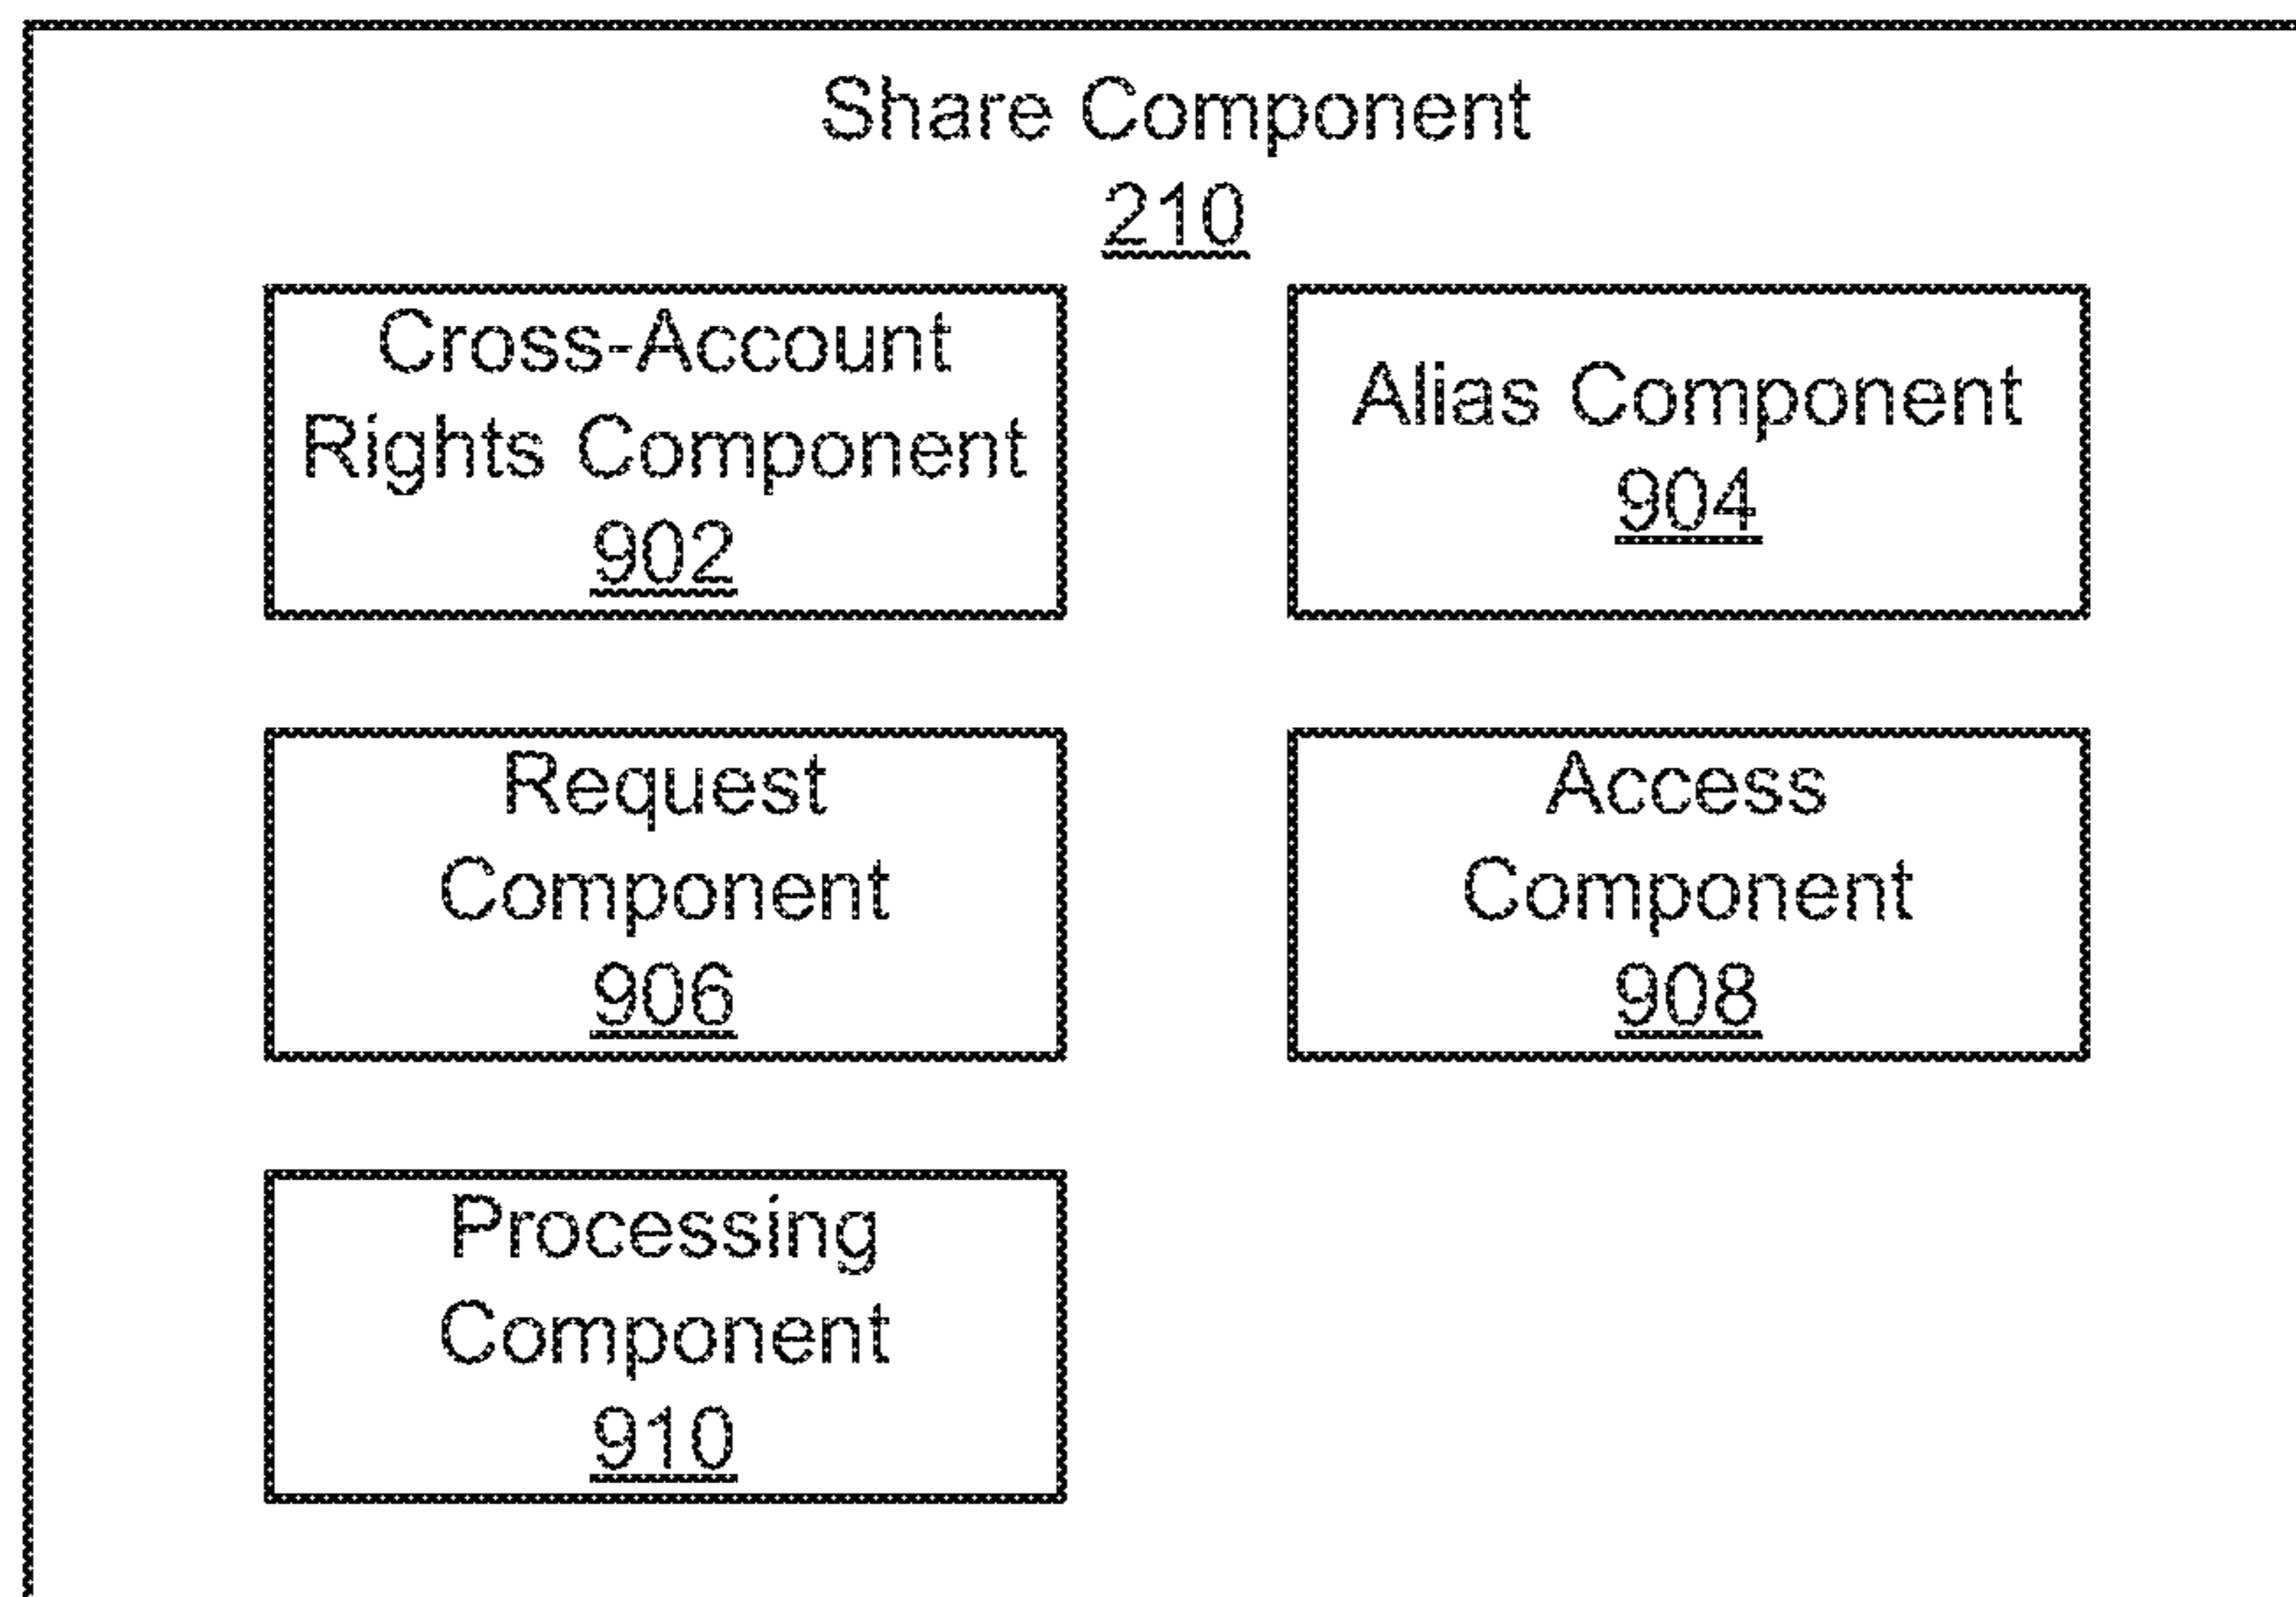 Share Component
210
Cross-Account
Rights Component
902
Alias Component
904
Request
Component
906
Access
Component
908
Processing
Component
910